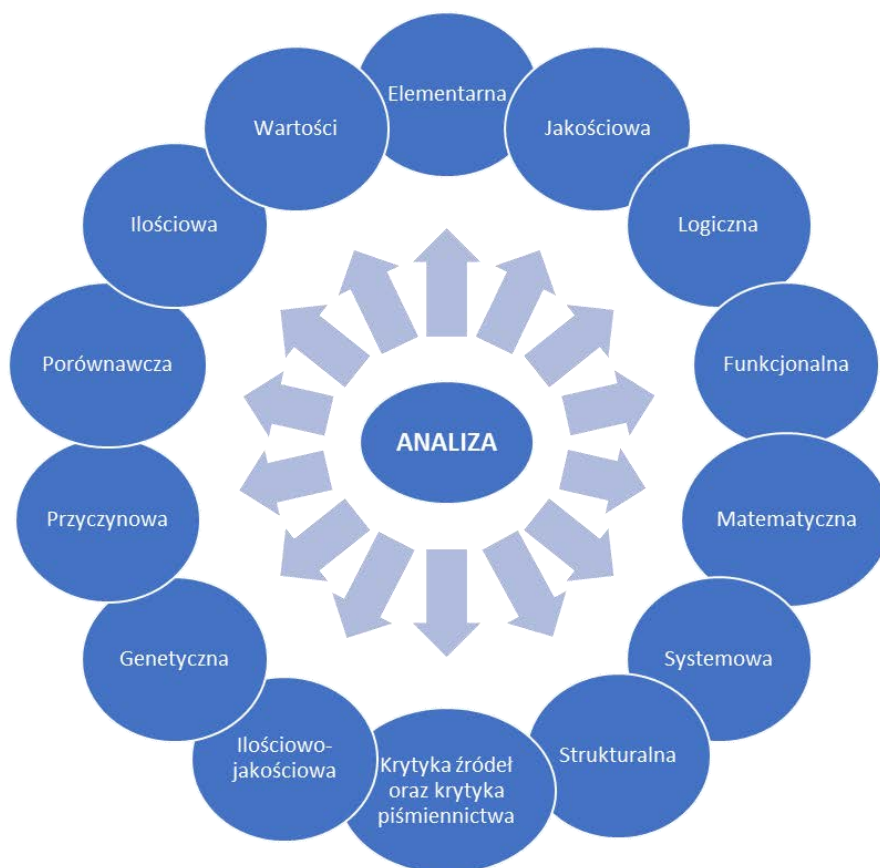 Elementarna
Jakościowa
Logiczna
Funkcjonalna
Matematyczna
Systemowa
Strukturalna
Krytyka źródeł
oraz krytyka
piśmiennictwa
Ilościowo-
jakościowa
Genetyczna
Przyczynowa
Porównawcza
Ilościowa
Wartości
ANALIZA